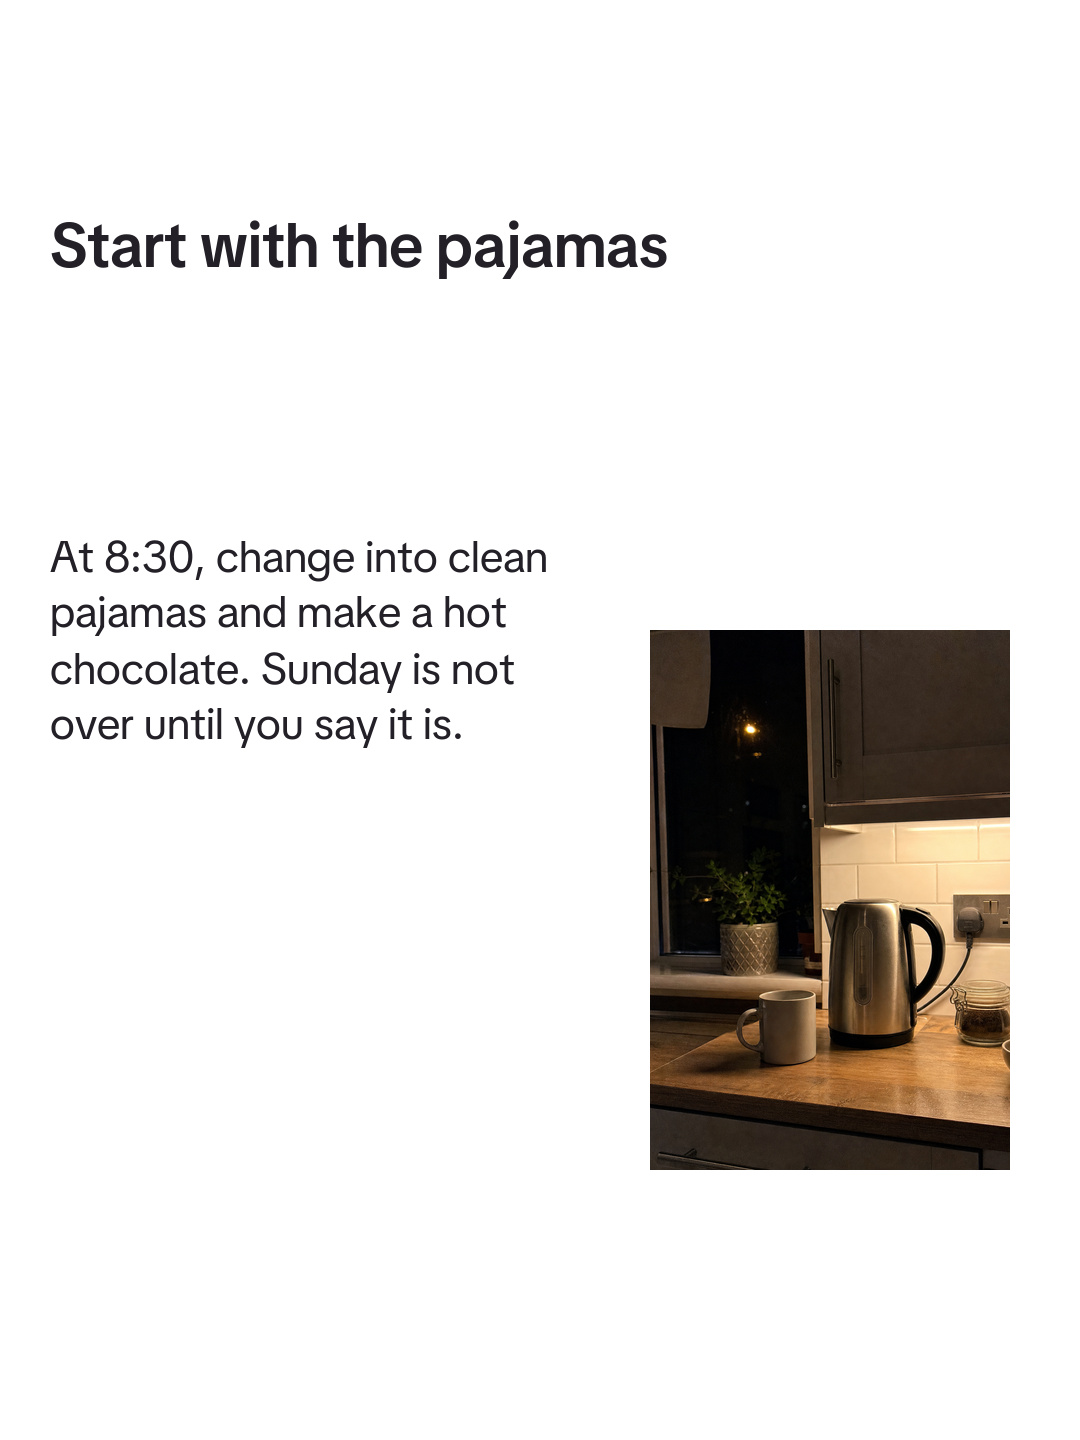 Start with the pajamas
At 8:30, change into clean
pajamas and make a hot
chocolate. Sunday is not
over until you say it is.